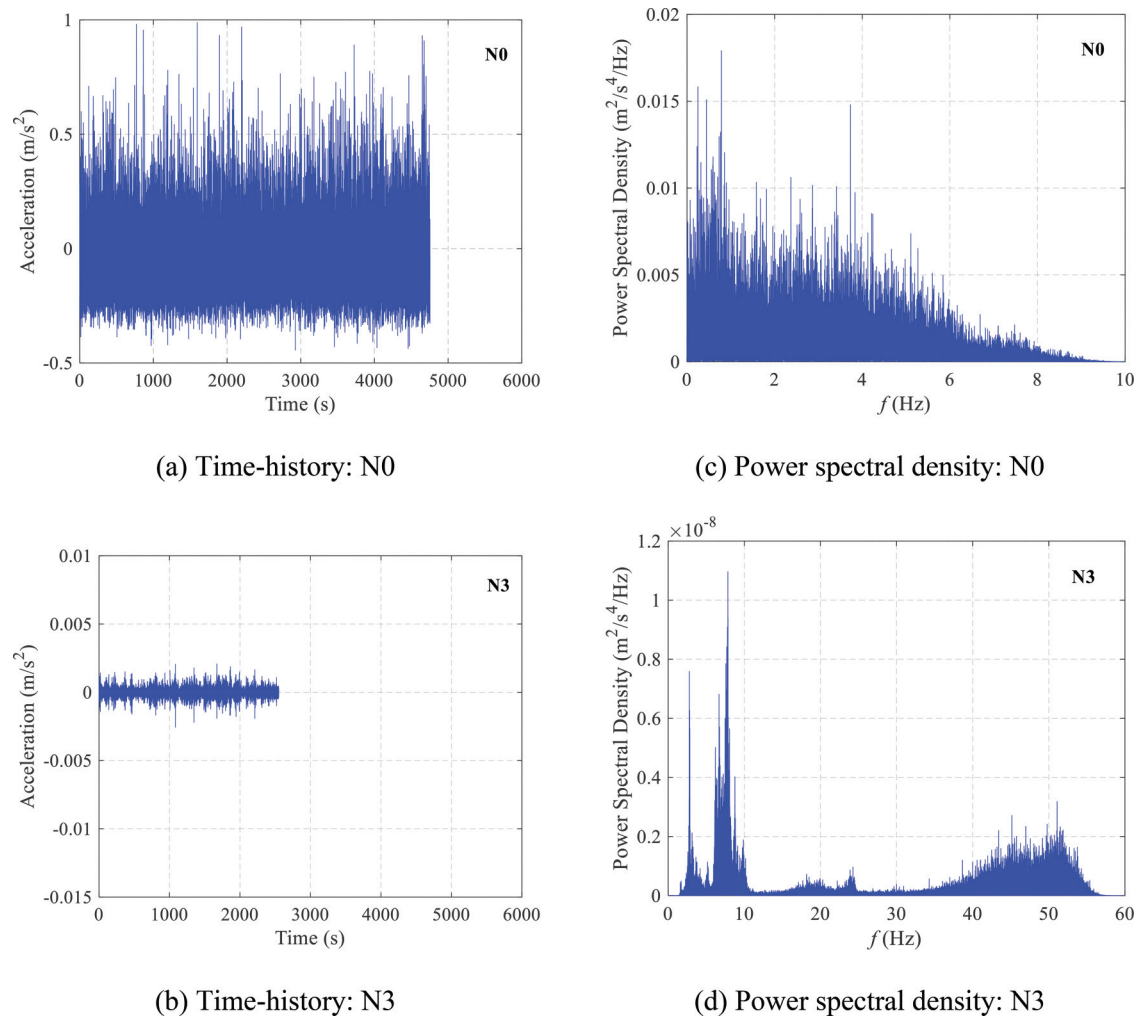 1
0.5
0
-0.5
Acceleration (m/s²)
N0
0 1000 2000 3000 4000 5000 6000
Time (s)
(a) Time-history: N0
0.02
0.015
0.01
0.005
0
Power Spectral Density (m²/s⁴/Hz)
N0
0 2 4 6 8 10
f (Hz)
(c) Power spectral density: N0
0.01
0.005
0
-0.005
-0.01
-0.015
Acceleration (m/s²)
N3
0 1000 2000 3000 4000 5000 6000
Time (s)
(b) Time-history: N3
×10⁻⁸
1.2
1
0.8
0.6
0.4
0.2
0
Power Spectral Density (m²/s⁴/Hz)
N3
0 10 20 30 40 50 60
f (Hz)
(d) Power spectral density: N3